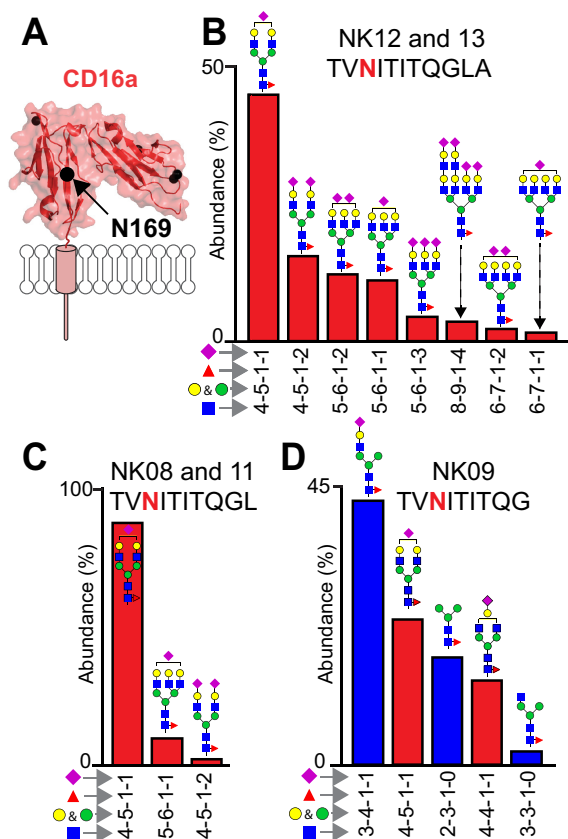 A
CD16a
N169
B
NK12 and 13
TVNITITQGLA
50
Abundance (%)
0
4-5-1-1
4-5-1-2
5-6-1-2
5-6-1-1
5-6-1-3
8-9-1-4
6-7-1-2
6-7-1-1
&
C
NK08 and 11
TVNITITQGL
100
Abundance (%)
0
4-5-1-1
5-6-1-1
4-5-1-2
&
D
NK09
TVNITITQG
45
Abundance (%)
0
3-4-1-1
4-5-1-1
2-3-1-0
4-4-1-1
3-3-1-0
&